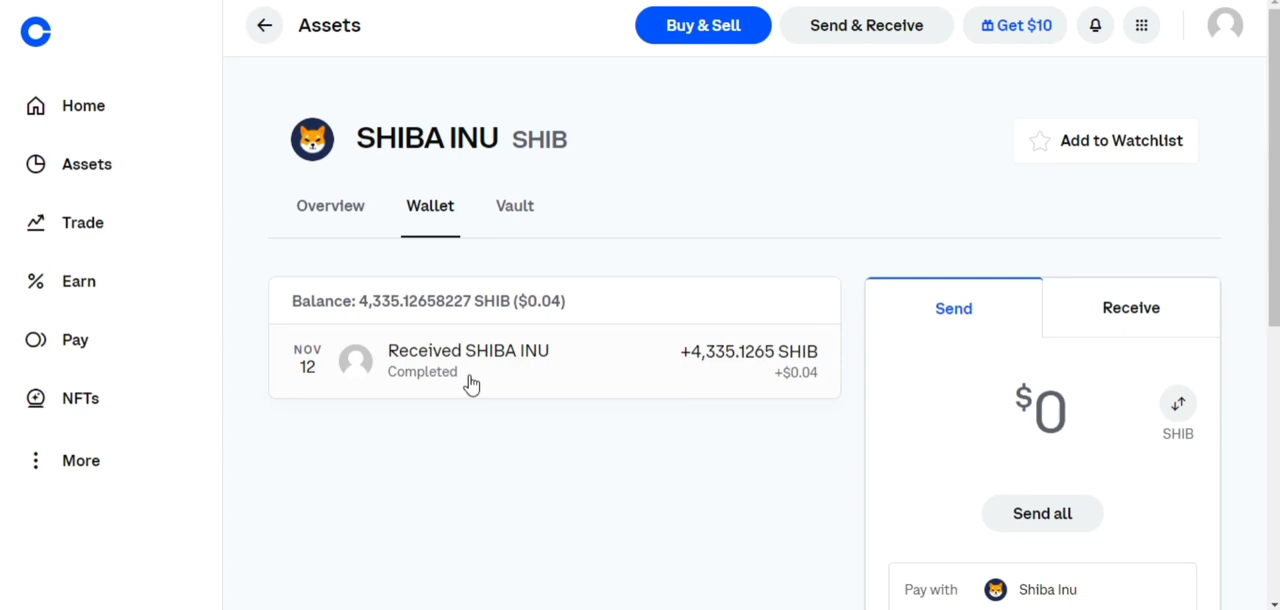 Assets
Buy & Sell
Send & Receive
Get $10
Home
Assets
Trade
Earn
Pay
NFTs
More
SHIBA INU SHIB
Add to Watchlist
Overview
Wallet
Vault
Balance: 4,335.12658227 SHIB ($0.04)
NOV
12
Received SHIBA INU
Completed
+4,335.1265 SHIB
+$0.04
Send
Receive
$0
SHIB
Send all
Pay with
Shiba Inu